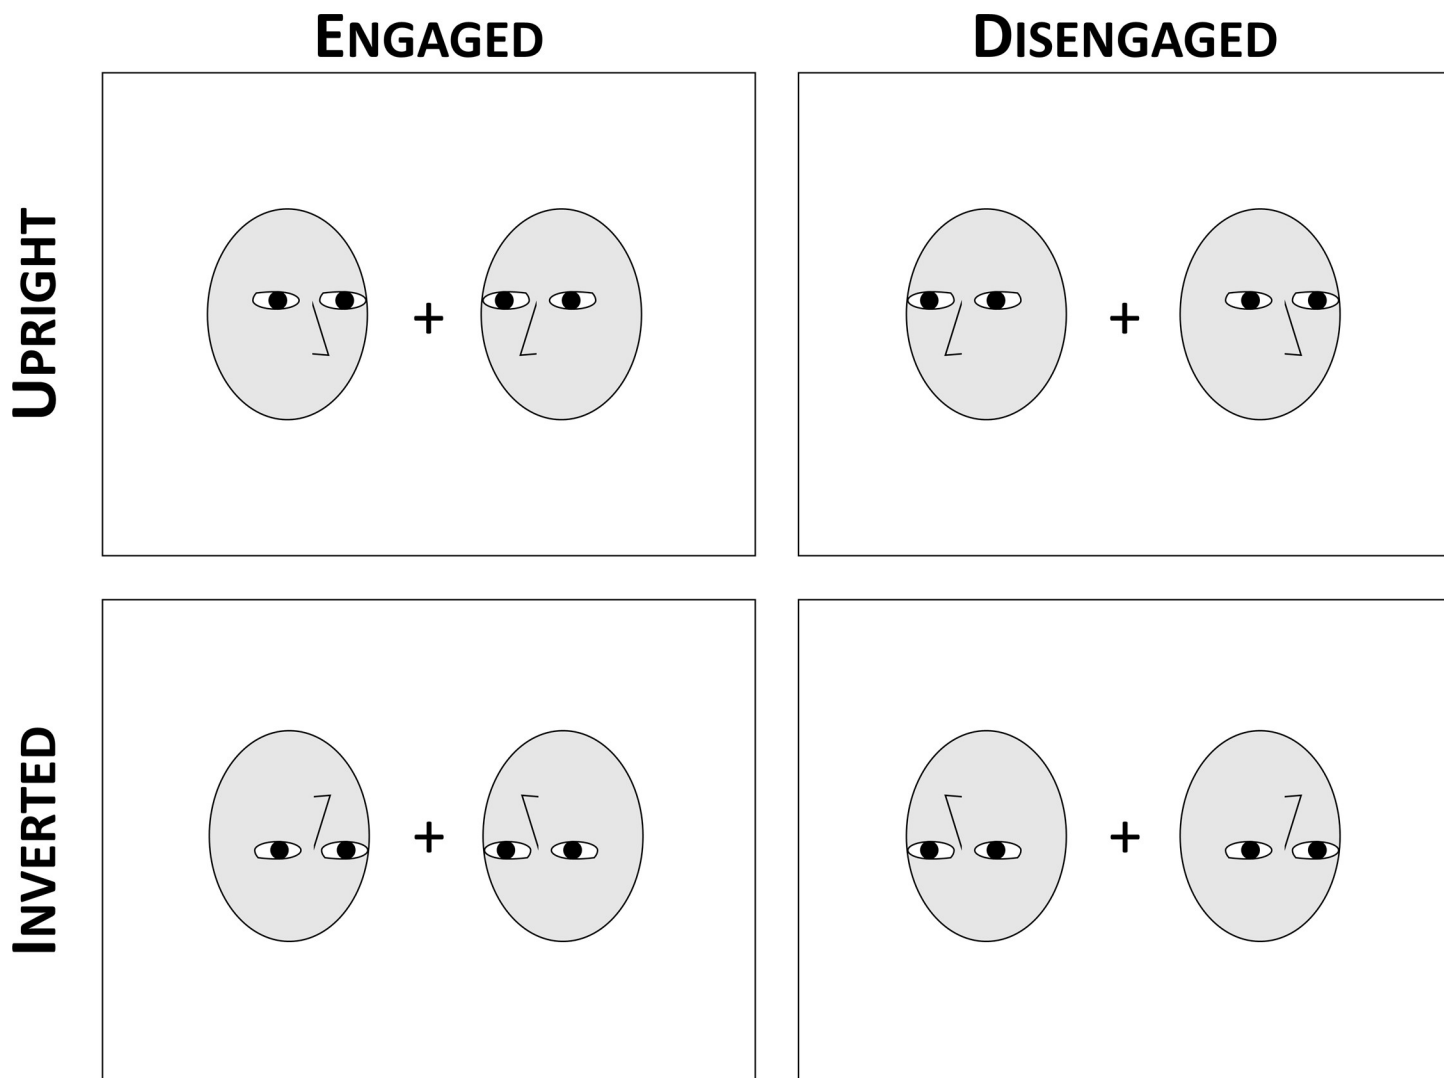 ENGAGED
DISENGAGED
UPRIGHT
+
+
INVERTED
+
+